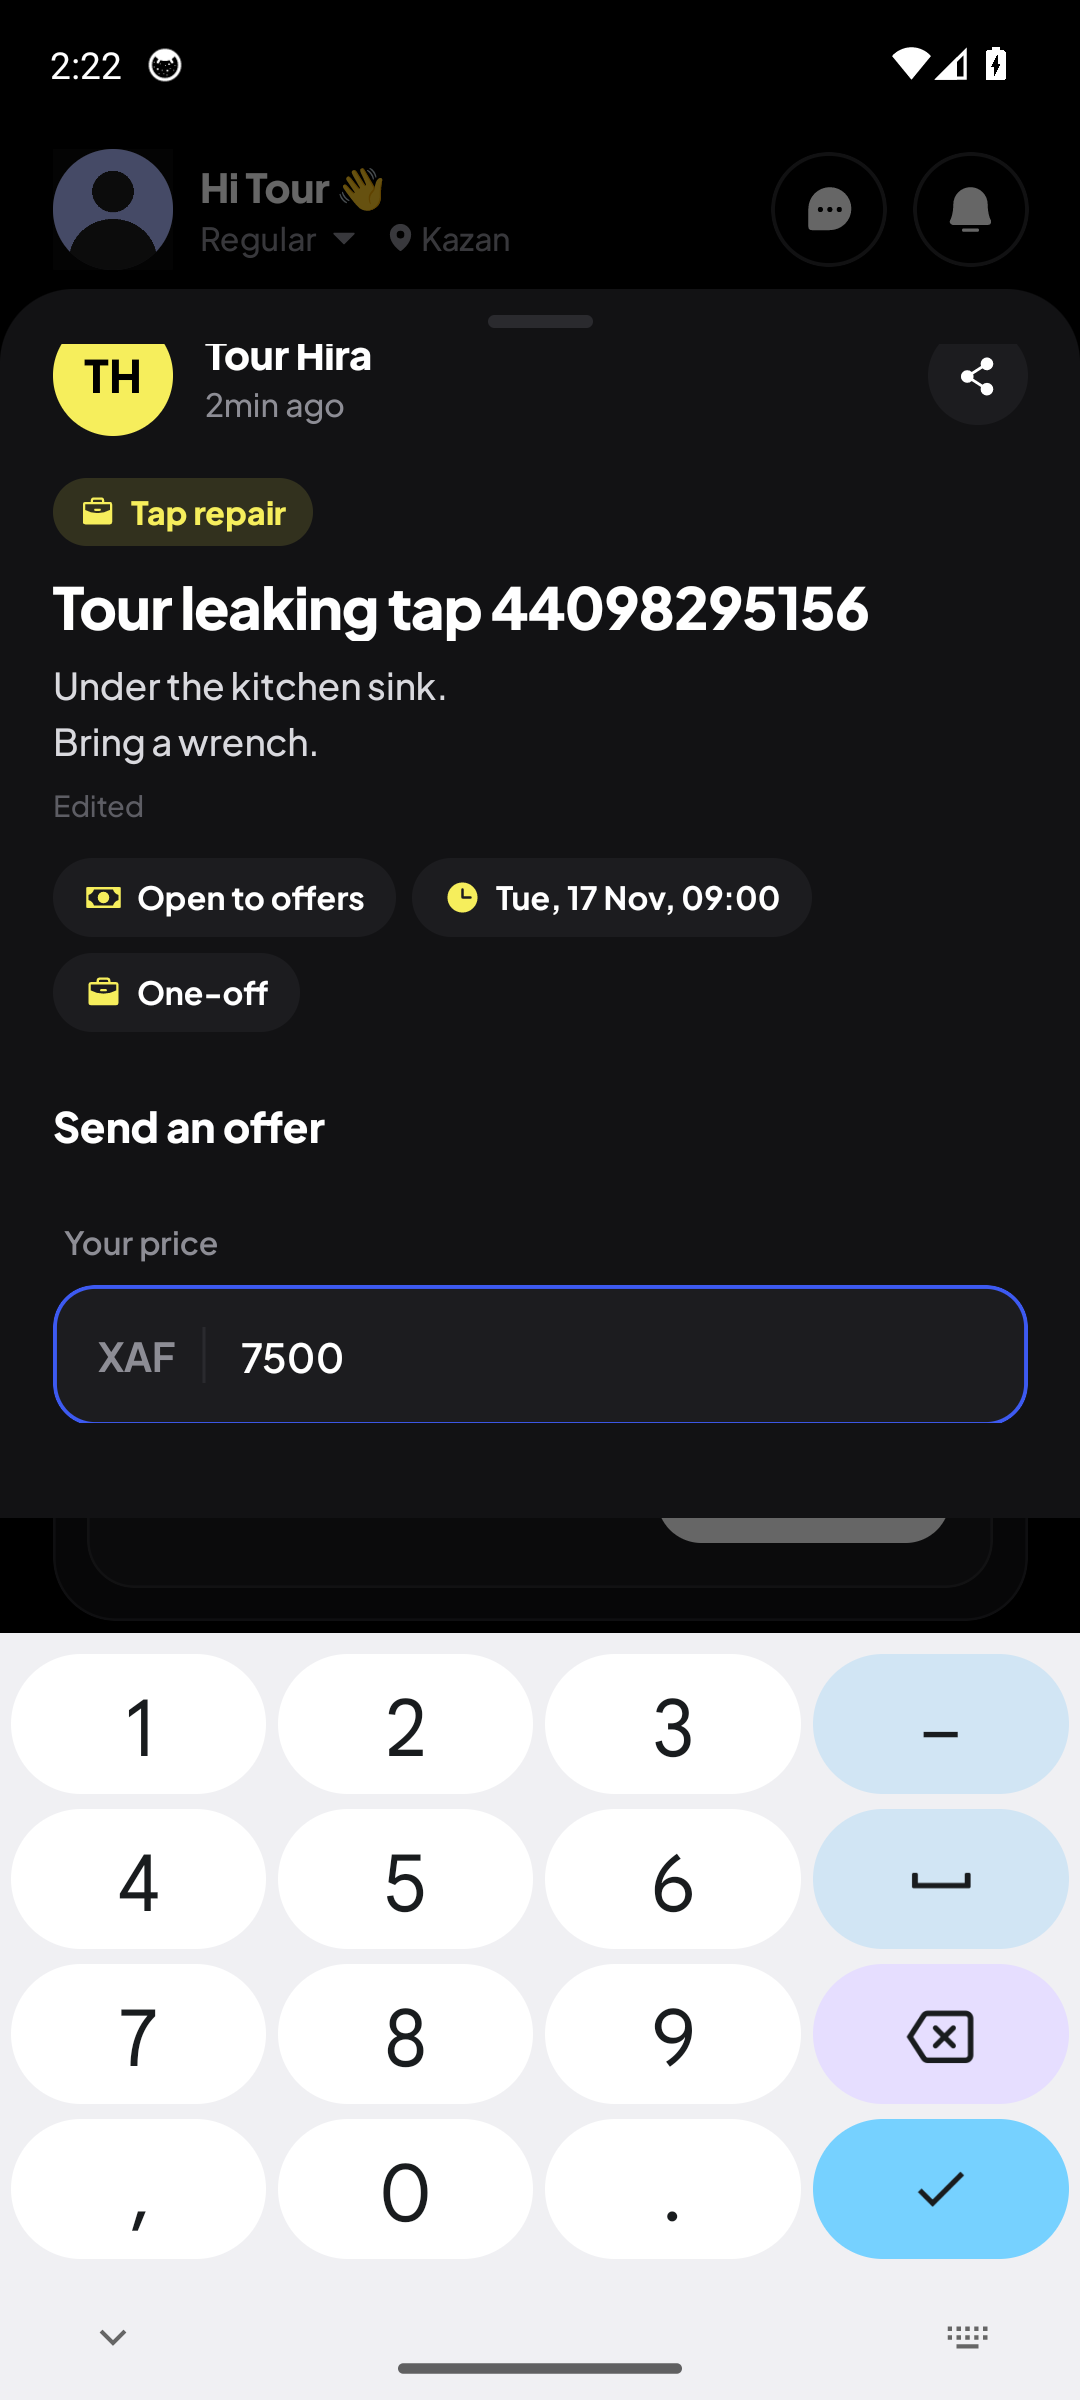 2:22
Hi Tour 👋
Regular
Kazan
TH
Tour Hira
2min ago
Tap repair
Tour leaking tap 44098295156
Under the kitchen sink.
Bring a wrench.
Edited
Open to offers
Tue, 17 Nov, 09:00
One-off
Send an offer
Your price
XAF
7500
1 2 3 –
4 5 6
7 8 9
, 0 .